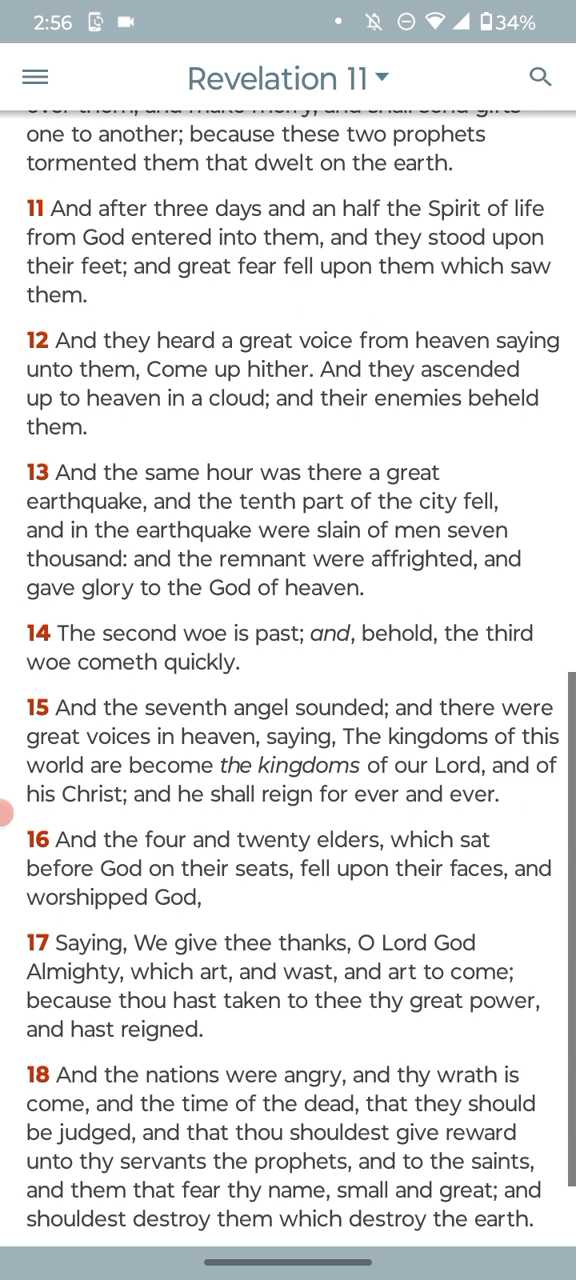 2:56
34%
Revelation 11
over them, and make merry, and shall send gifts
one to another; because these two prophets
tormented them that dwelt on the earth.
11 And after three days and an half the Spirit of life
from God entered into them, and they stood upon
their feet; and great fear fell upon them which saw
them.
12 And they heard a great voice from heaven saying
unto them, Come up hither. And they ascended
up to heaven in a cloud; and their enemies beheld
them.
13 And the same hour was there a great
earthquake, and the tenth part of the city fell,
and in the earthquake were slain of men seven
thousand: and the remnant were affrighted, and
gave glory to the God of heaven.
14 The second woe is past; and, behold, the third
woe cometh quickly.
15 And the seventh angel sounded; and there were
great voices in heaven, saying, The kingdoms of this
world are become the kingdoms of our Lord, and of
his Christ; and he shall reign for ever and ever.
16 And the four and twenty elders, which sat
before God on their seats, fell upon their faces, and
worshipped God,
17 Saying, We give thee thanks, O Lord God
Almighty, which art, and wast, and art to come;
because thou hast taken to thee thy great power,
and hast reigned.
18 And the nations were angry, and thy wrath is
come, and the time of the dead, that they should
be judged, and that thou shouldest give reward
unto thy servants the prophets, and to the saints,
and them that fear thy name, small and great; and
shouldest destroy them which destroy the earth.